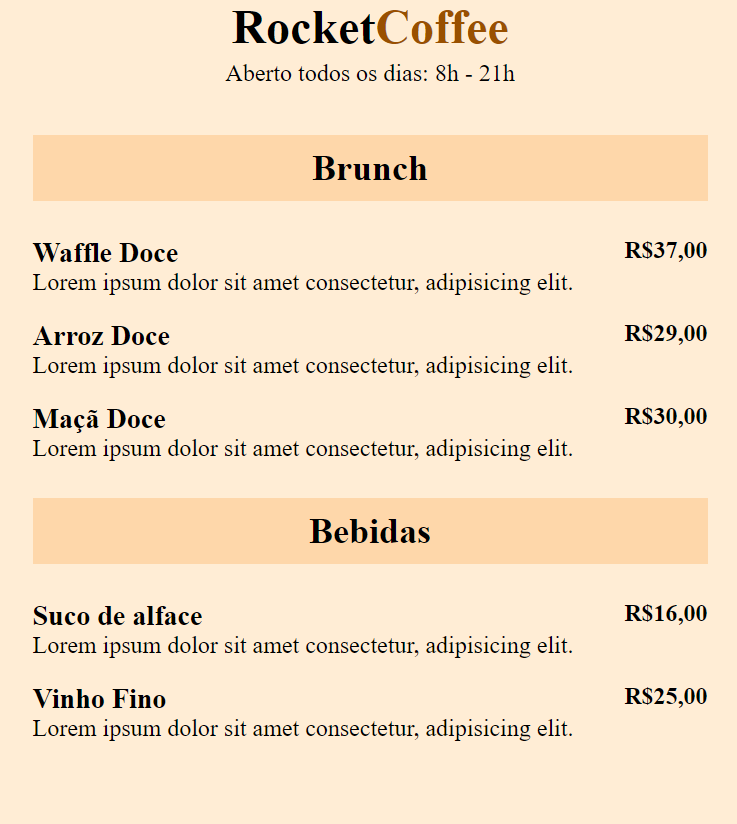 RocketCoffee
Aberto todos os dias: 8h - 21h
Brunch
Waffle Doce R$37,00
Lorem ipsum dolor sit amet consectetur, adipisicing elit.
Arroz Doce R$29,00
Lorem ipsum dolor sit amet consectetur, adipisicing elit.
Maçã Doce R$30,00
Lorem ipsum dolor sit amet consectetur, adipisicing elit.
Bebidas
Suco de alface R$16,00
Lorem ipsum dolor sit amet consectetur, adipisicing elit.
Vinho Fino R$25,00
Lorem ipsum dolor sit amet consectetur, adipisicing elit.